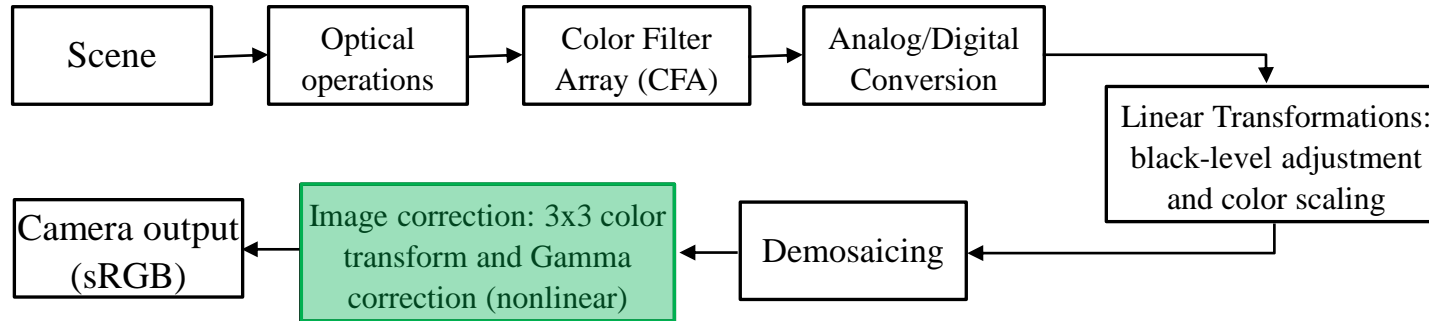 Scene
Optical
operations
Color Filter
Array (CFA)
Analog/Digital
Conversion
Linear Transformations:
black-level adjustment
and color scaling
Demosaicing
Image correction: 3x3 color
transform and Gamma
correction (nonlinear)
Camera output
(sRGB)